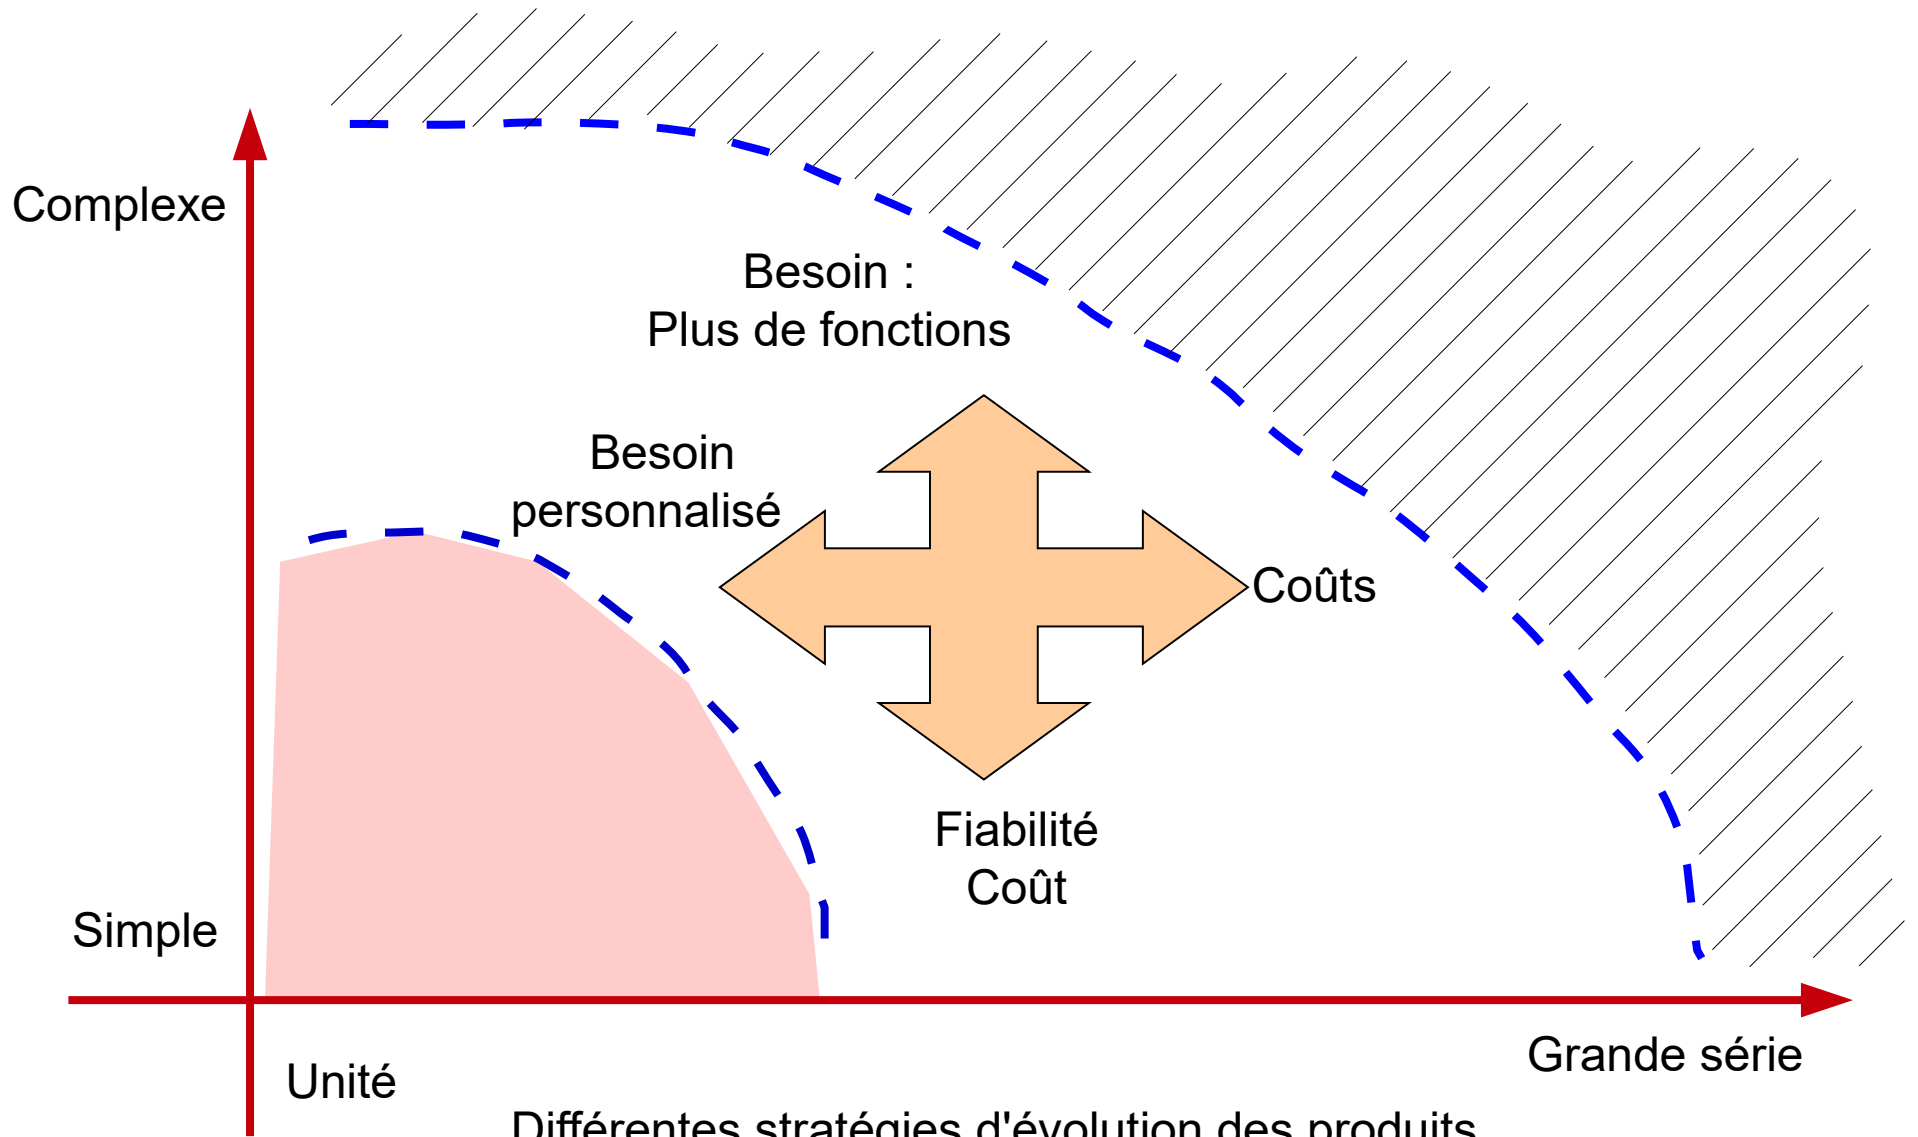 Complexe
Besoin :
Plus de fonctions
Besoin
personnalisé
Coûts
Fiabilité
Coût
Simple
Grande série
Unité
Différentes stratégies d'évolution des produits